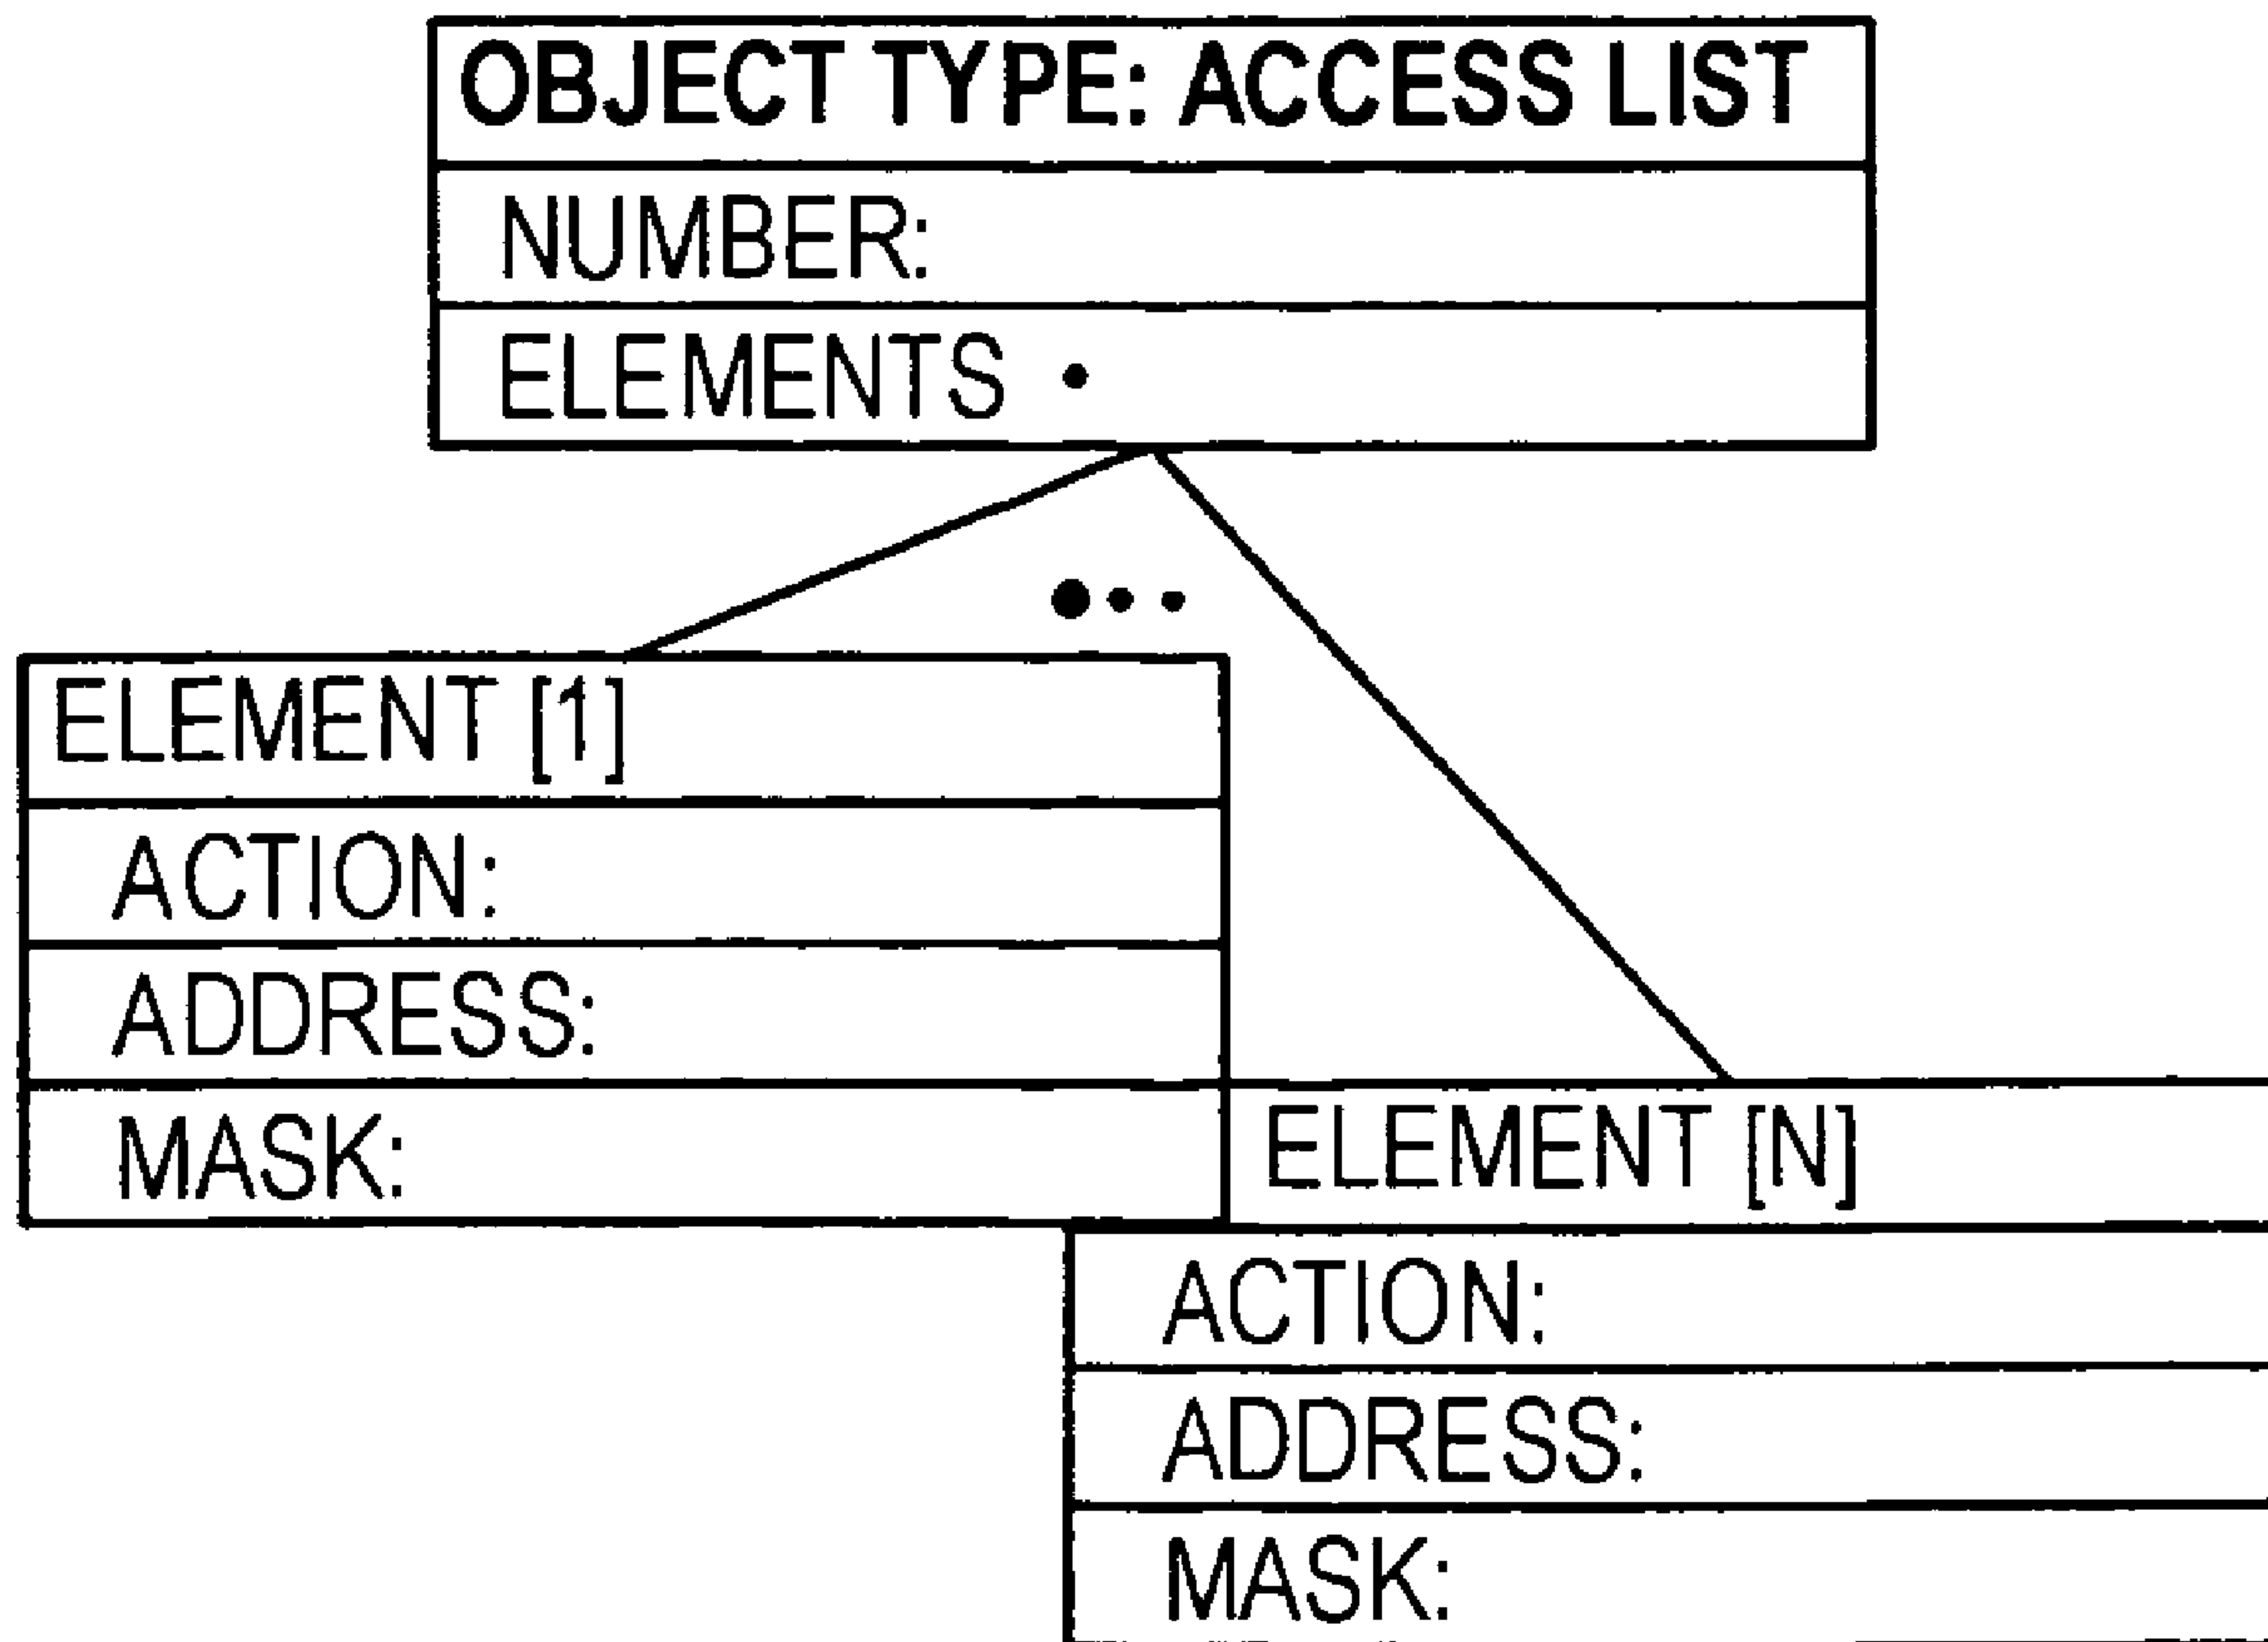 OBJECT TYPE: ACCESS LIST
NUMBER:
ELEMENTS •
ELEMENT [1]
ACTION:
ADDRESS:
MASK:
ELEMENT [N]
ACTION:
ADDRESS:
MASK: